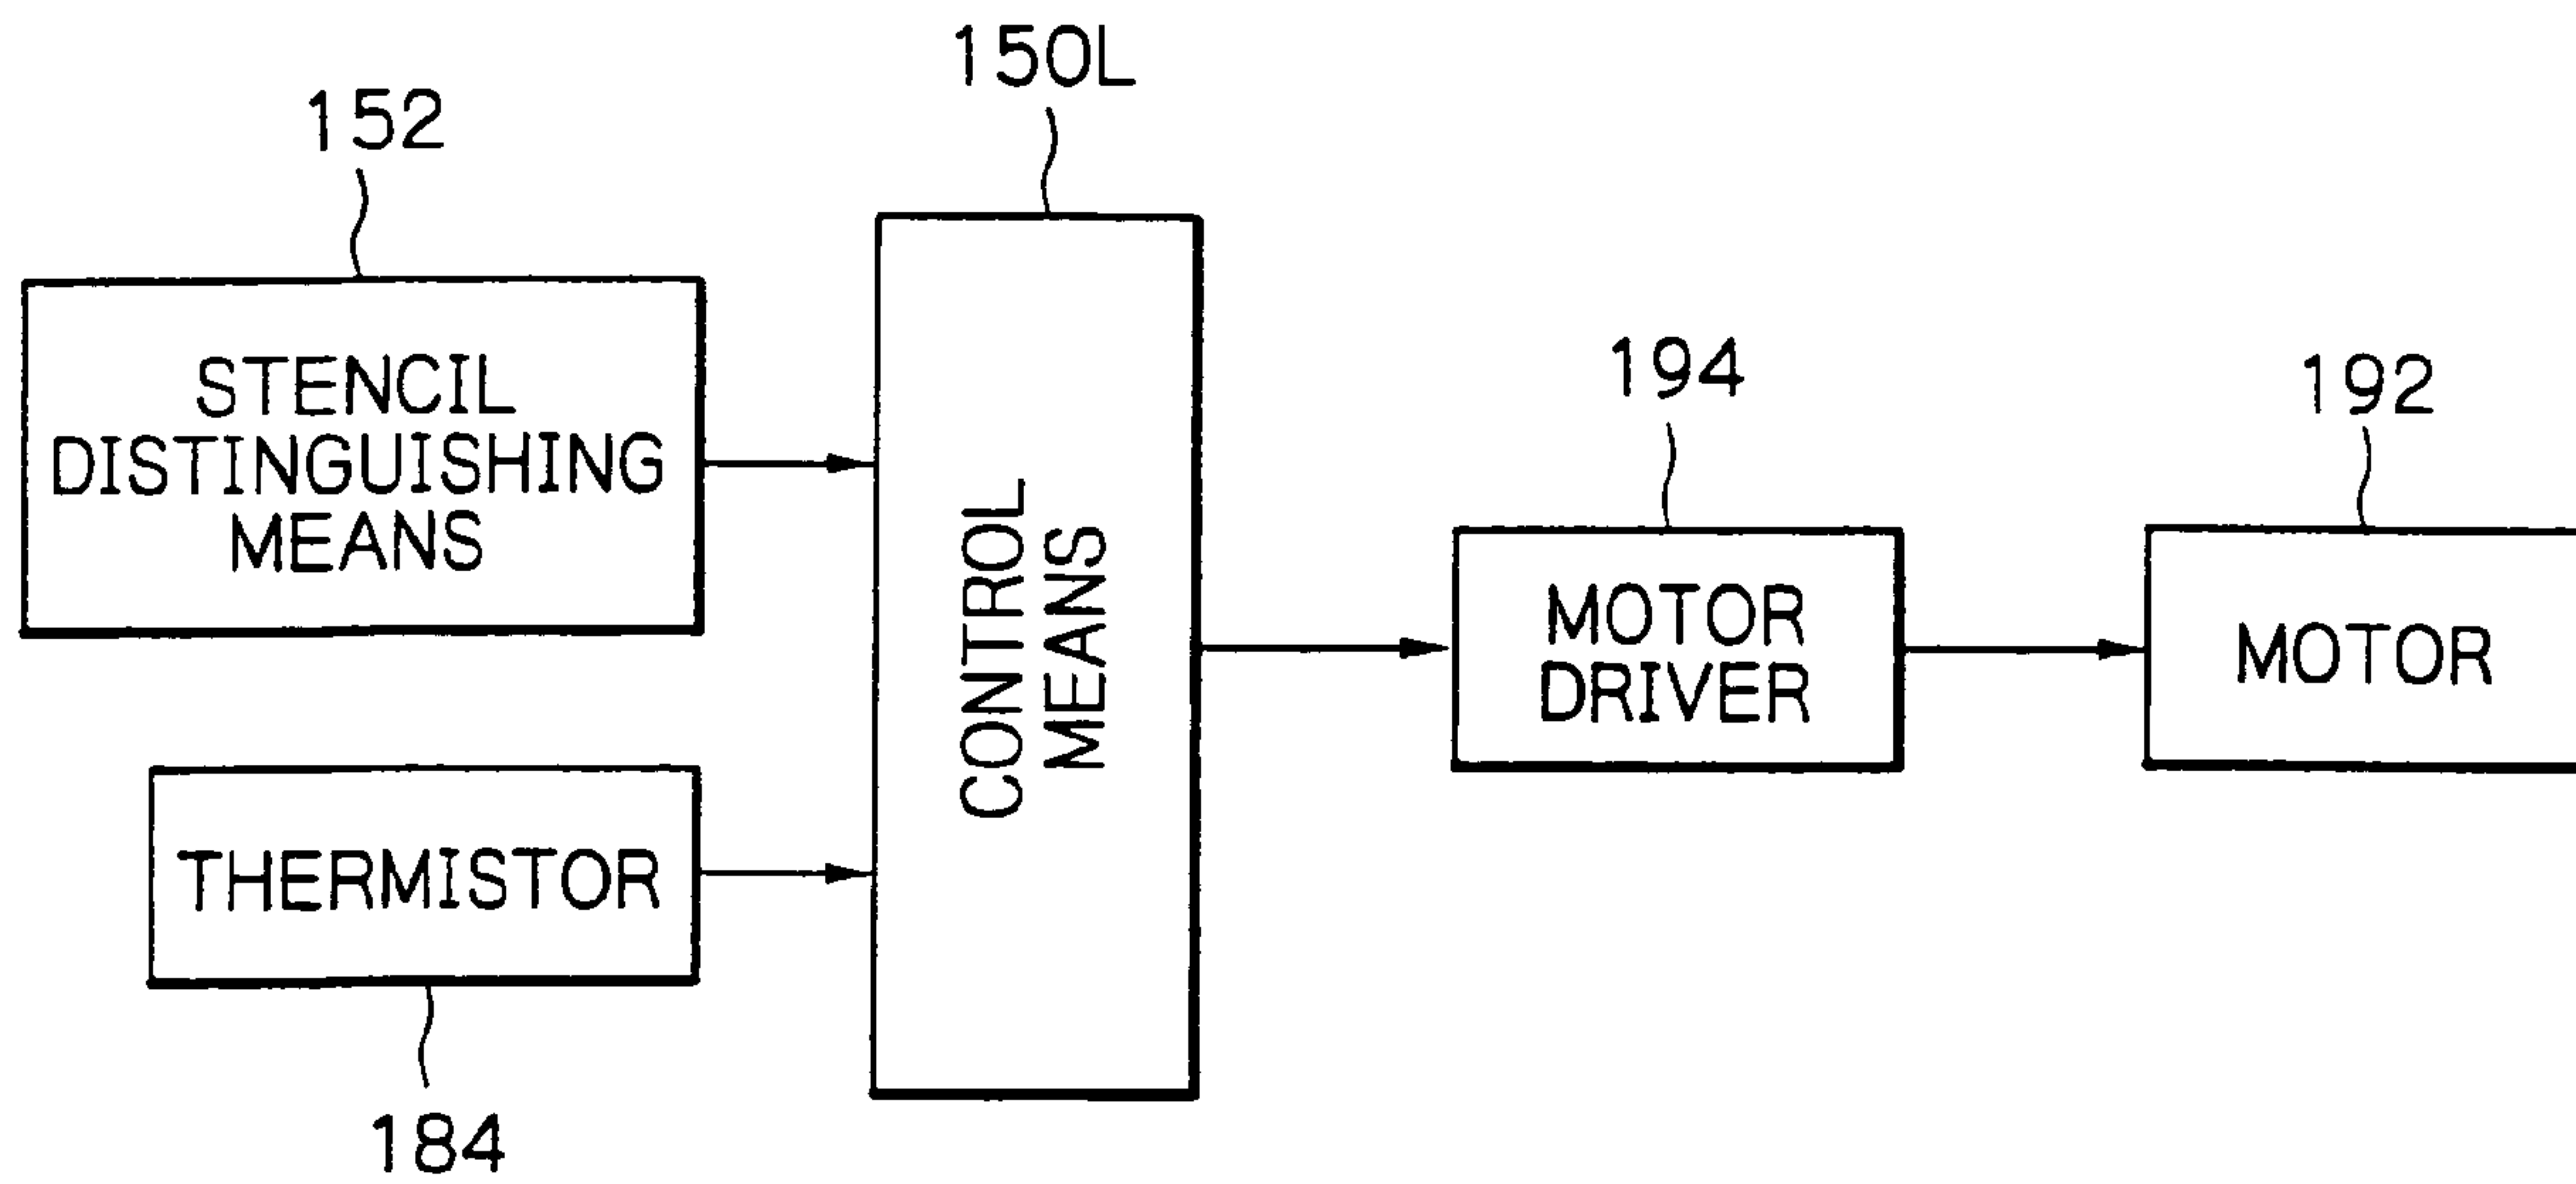 150L
152
STENCIL
DISTINGUISHING
MEANS
CONTROL
MEANS
194
MOTOR
DRIVER
192
MOTOR
THERMISTOR
184